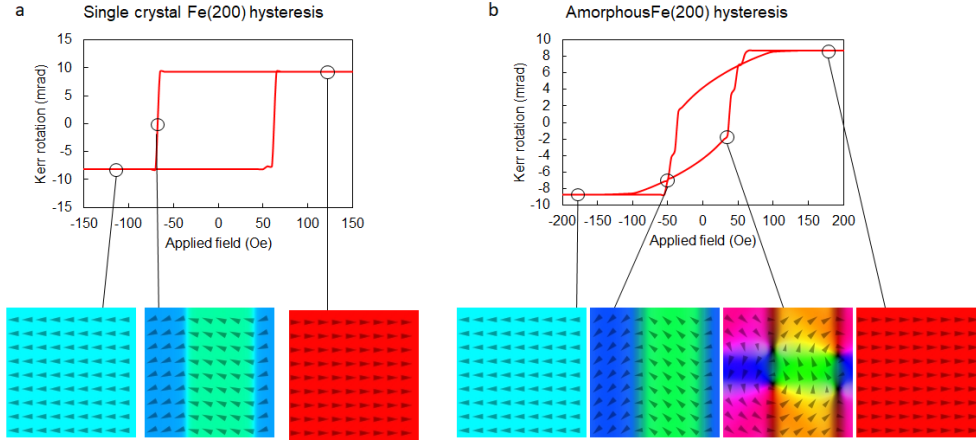 a
Single crystal Fe(200) hysteresis
15
10
5
0
-5
-10
-15
Kerr rotation (mrad)
-150 -100 -50 0 50 100 150
Applied field (Oe)
b
AmorphousFe(200) hysteresis
10
8
6
4
2
0
-2
-4
-6
-8
-10
Kerr rotation (mrad)
-200 -150 -100 -50 0 50 100 150 200
Applied field (Oe)